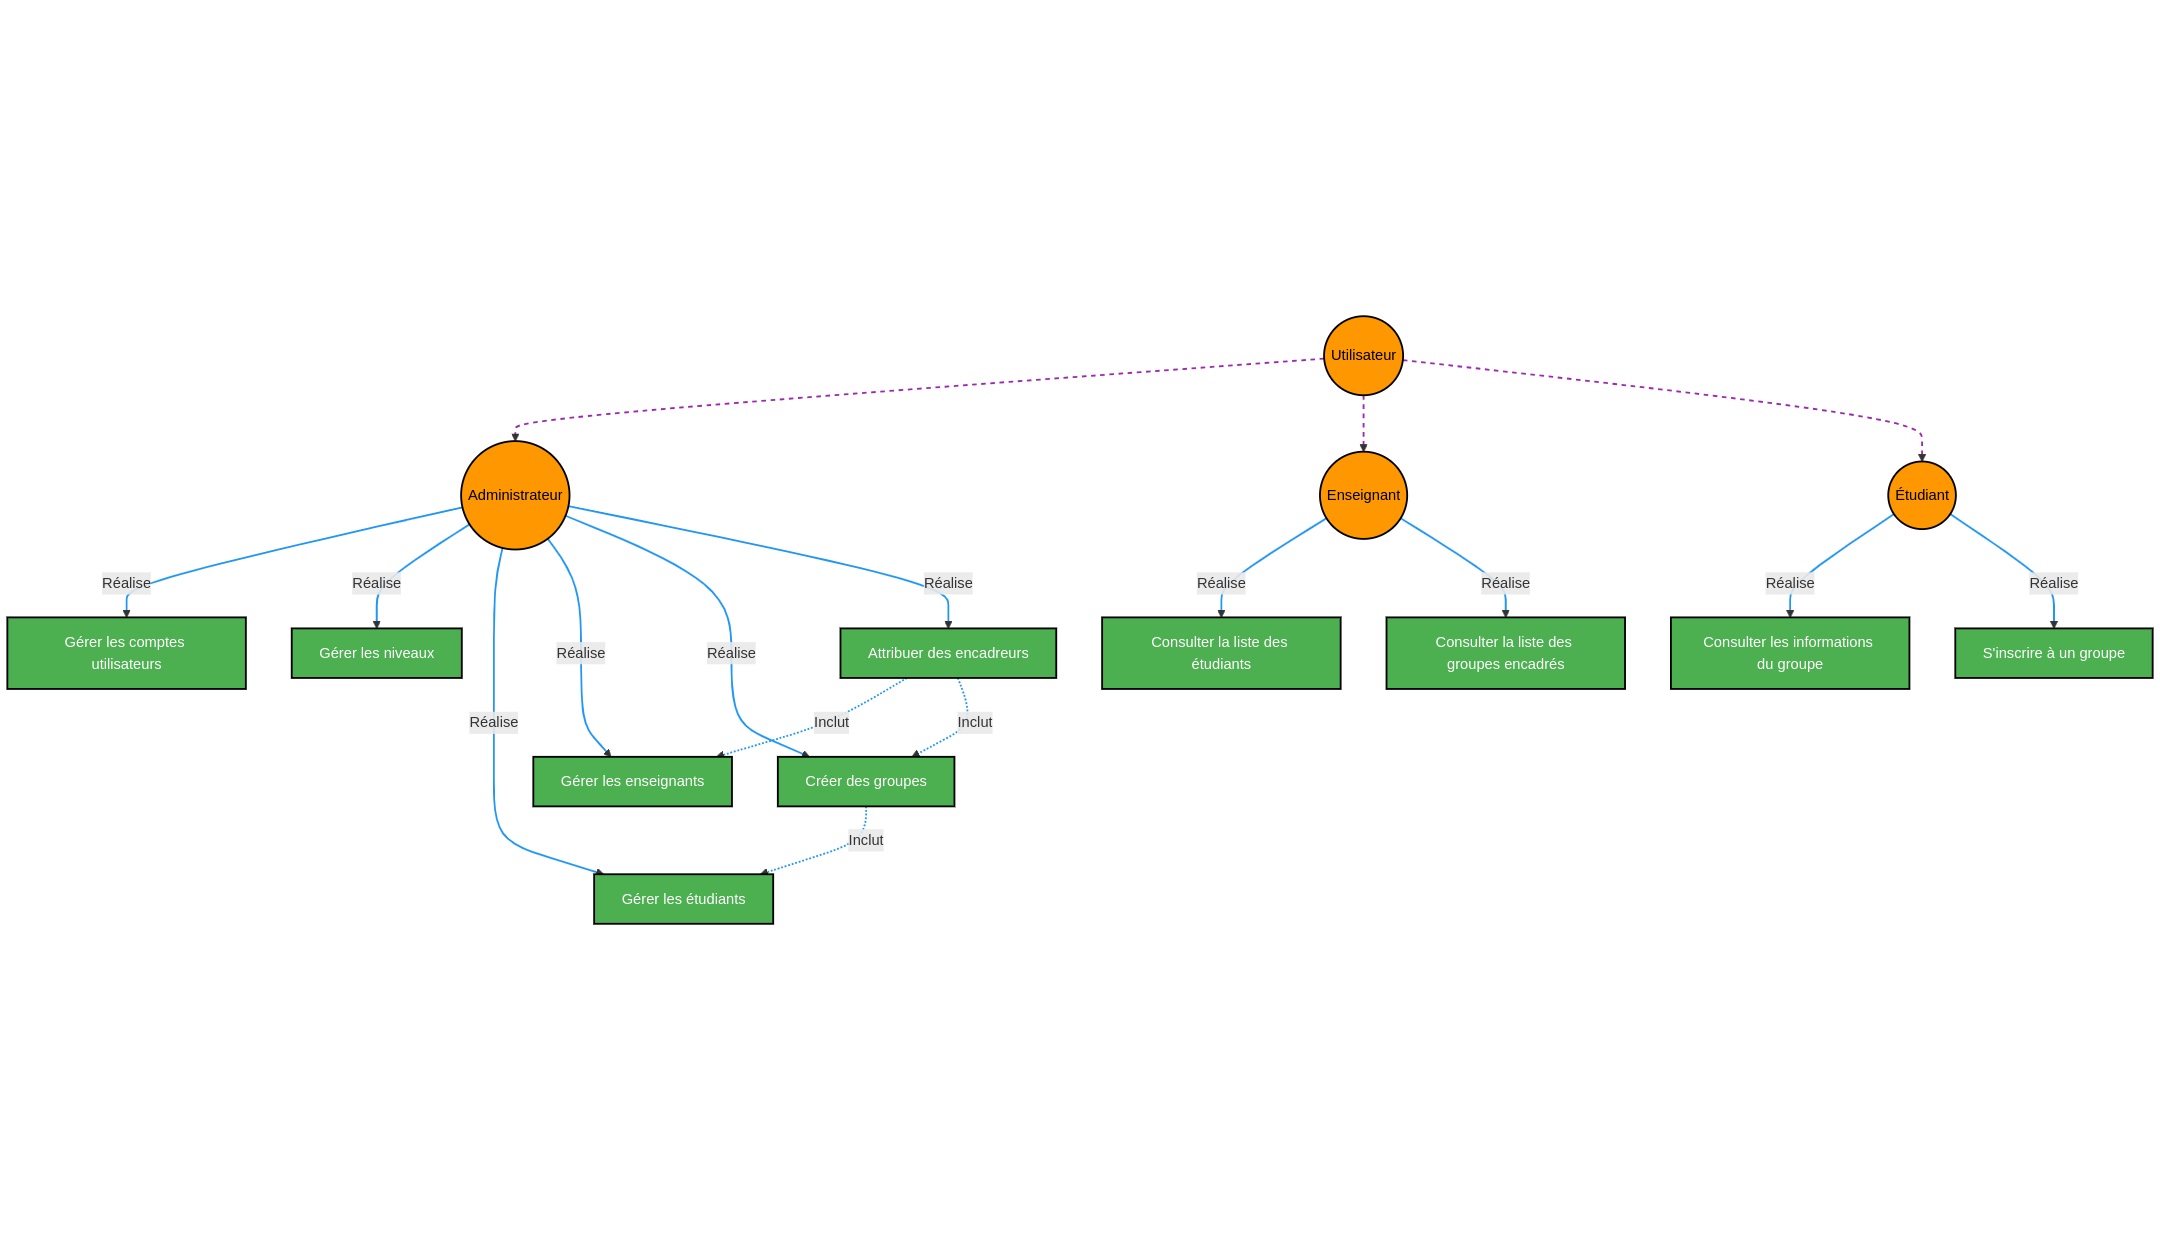 Utilisateur
Administrateur
Enseignant
Étudiant
Réalise
Réalise
Réalise
Réalise
Réalise
Réalise
Réalise
Réalise
Réalise
Réalise
Gérer les comptes
utilisateurs
Gérer les niveaux
Attribuer des encadreurs
Consulter la liste des
étudiants
Consulter la liste des
groupes encadrés
Consulter les informations
du groupe
S'inscrire à un groupe
Inclut
Inclut
Gérer les enseignants
Créer des groupes
Inclut
Gérer les étudiants